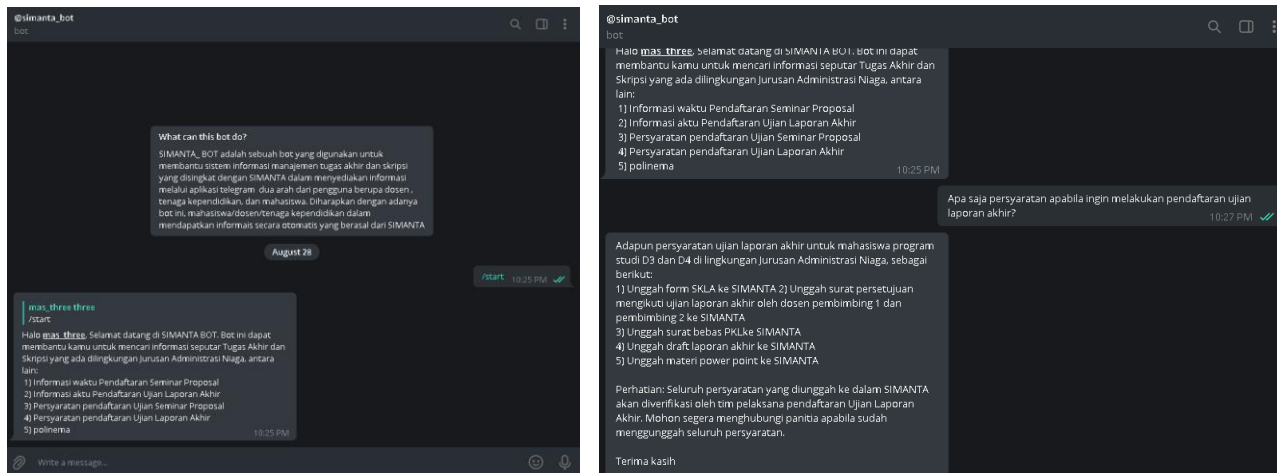 @simanta_bot
bot
What can this bot do?
SIMANTA_ BOT adalah sebuah bot yang digunakan untuk
membantu sistem informasi manajemen tugas akhir dan skripsi
yang disingkat dengan SIMANTA dalam menyediakan informasi
melalui aplikasi telegram dua arah dari pengguna berupa dosen ,
tenaga kependidikan, dan mahasiswa. Diharapkan dengan adanya
bot ini, mahasiswa/dosen/tenaga kependidikan dalam
mendapatkan informais secara otomatis yang berasal dari SIMANTA
August 28
/start 10:25 PM
mas_three three
/start
Halo mas_three, Selamat datang di SIMANTA BOT. Bot ini dapat
membantu kamu untuk mencari informasi seputar Tugas Akhir dan
Skripsi yang ada dilingkungan Jurusan Administrasi Niaga, antara
lain:
1) Informasi waktu Pendaftaran Seminar Proposal
2) Informasi aktu Pendaftaran Ujian Laporan Akhir
3) Persyaratan pendaftaran Ujian Seminar Proposal
4) Persyaratan pendaftaran Ujian Laporan Akhir
5) polinema
10:25 PM
Write a message...
@simanta_bot
bot
Halo mas_three, Selamat datang di SIMANTA BOT. Bot ini dapat
membantu kamu untuk mencari informasi seputar Tugas Akhir dan
Skripsi yang ada dilingkungan Jurusan Administrasi Niaga, antara
lain:
1) Informasi waktu Pendaftaran Seminar Proposal
2) Informasi aktu Pendaftaran Ujian Laporan Akhir
3) Persyaratan pendaftaran Ujian Seminar Proposal
4) Persyaratan pendaftaran Ujian Laporan Akhir
5) polinema
10:25 PM
Apa saja persyaratan apabila ingin melakukan pendaftaran ujian
laporan akhir?
10:27 PM
Adapun persyaratan ujian laporan akhir untuk mahasiswa program
studi D3 dan D4 di lingkungan Jurusan Administrasi Niaga, sebagai
berikut:
1) Unggah form SKLA ke SIMANTA 2) Unggah surat persetujuan
mengikuti ujian laporan akhir oleh dosen pembimbing 1 dan
pembimbing 2 ke SIMANTA
3) Unggah surat bebas PKLke SIMANTA
4) Unggah draft laporan akhir ke SIMANTA
5) Unggah materi power point ke SIMANTA
Perhatian: Seluruh persyaratan yang diunggah ke dalam SIMANTA
akan diverifikasi oleh tim pelaksana pendaftaran Ujian Laporan
Akhir. Mohon segera menghubungi panitia apabila sudah
menggunggah seluruh persyaratan.
Terima kasih